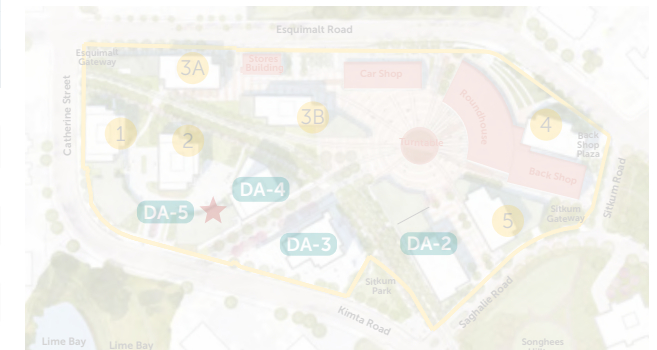 Esquimalt Road
Esquimalt
Gateway
3A
Stores
Building
Car Shop
Catherine Street
Roundhouse
3B
1
2
Turntable
4
Back
Shop
Plaza
Back Shop
Sitkum Road
DA-4
DA-5
Sitkum
Gateway
5
DA-3
DA-2
Sitkum
Park
Saghalie Road
Kimta Road
Lime Bay
Lime Bay
Songhees